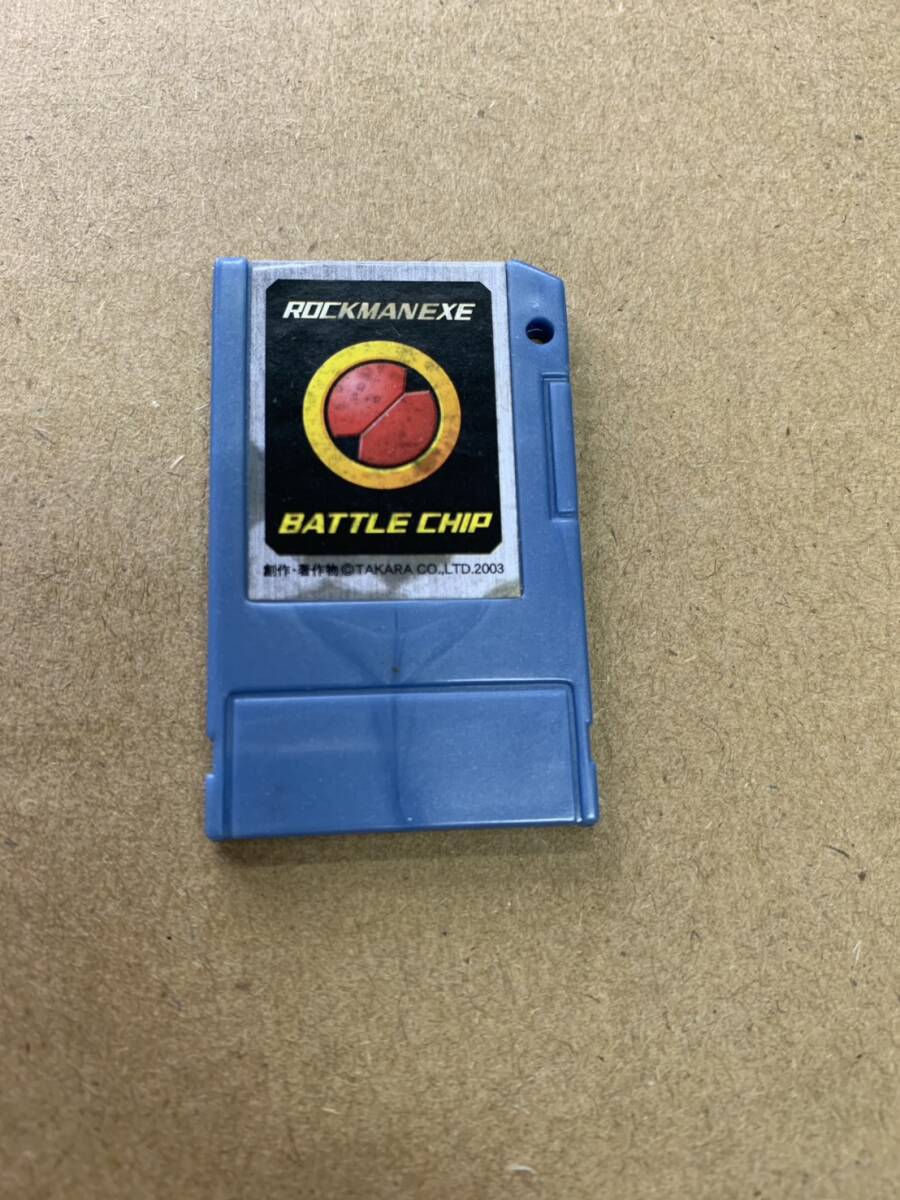 ROCKMANEXE
BATTLE CHIP
創作・著作物©TAKARA CO.,LTD.2003